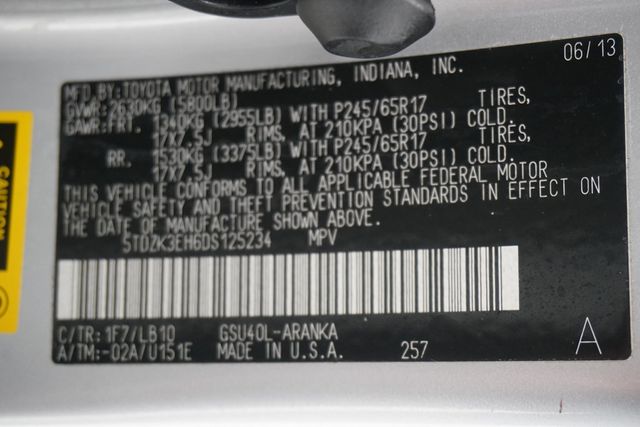 06/13
MFD.BY:TOYOTA MOTOR MANUFACTURING, INDIANA, INC.
GVWR:2630KG (5800LB)
GAWR:FRT. 1340KG (2955LB) WITH P245/65R17 TIRES,
17X7.5J RIMS, AT 210KPA (30PSI) COLD.
RR. 1530KG (3375LB) WITH P245/65R17 TIRES,
17X7.5J RIMS, AT 210KPA (30PSI) COLD.
THIS VEHICLE CONFORMS TO ALL APPLICABLE FEDERAL MOTOR
VEHICLE SAFETY AND THEFT PREVENTION STANDARDS IN EFFECT ON
THE DATE OF MANUFACTURE SHOWN ABOVE.
5TDZK3EH6DS125234 MPV
C/TR:1F7/LB10 GSU40L-ARANKA
A/TM:-02A/U151E MADE IN U.S.A. 257
A
CAUTION